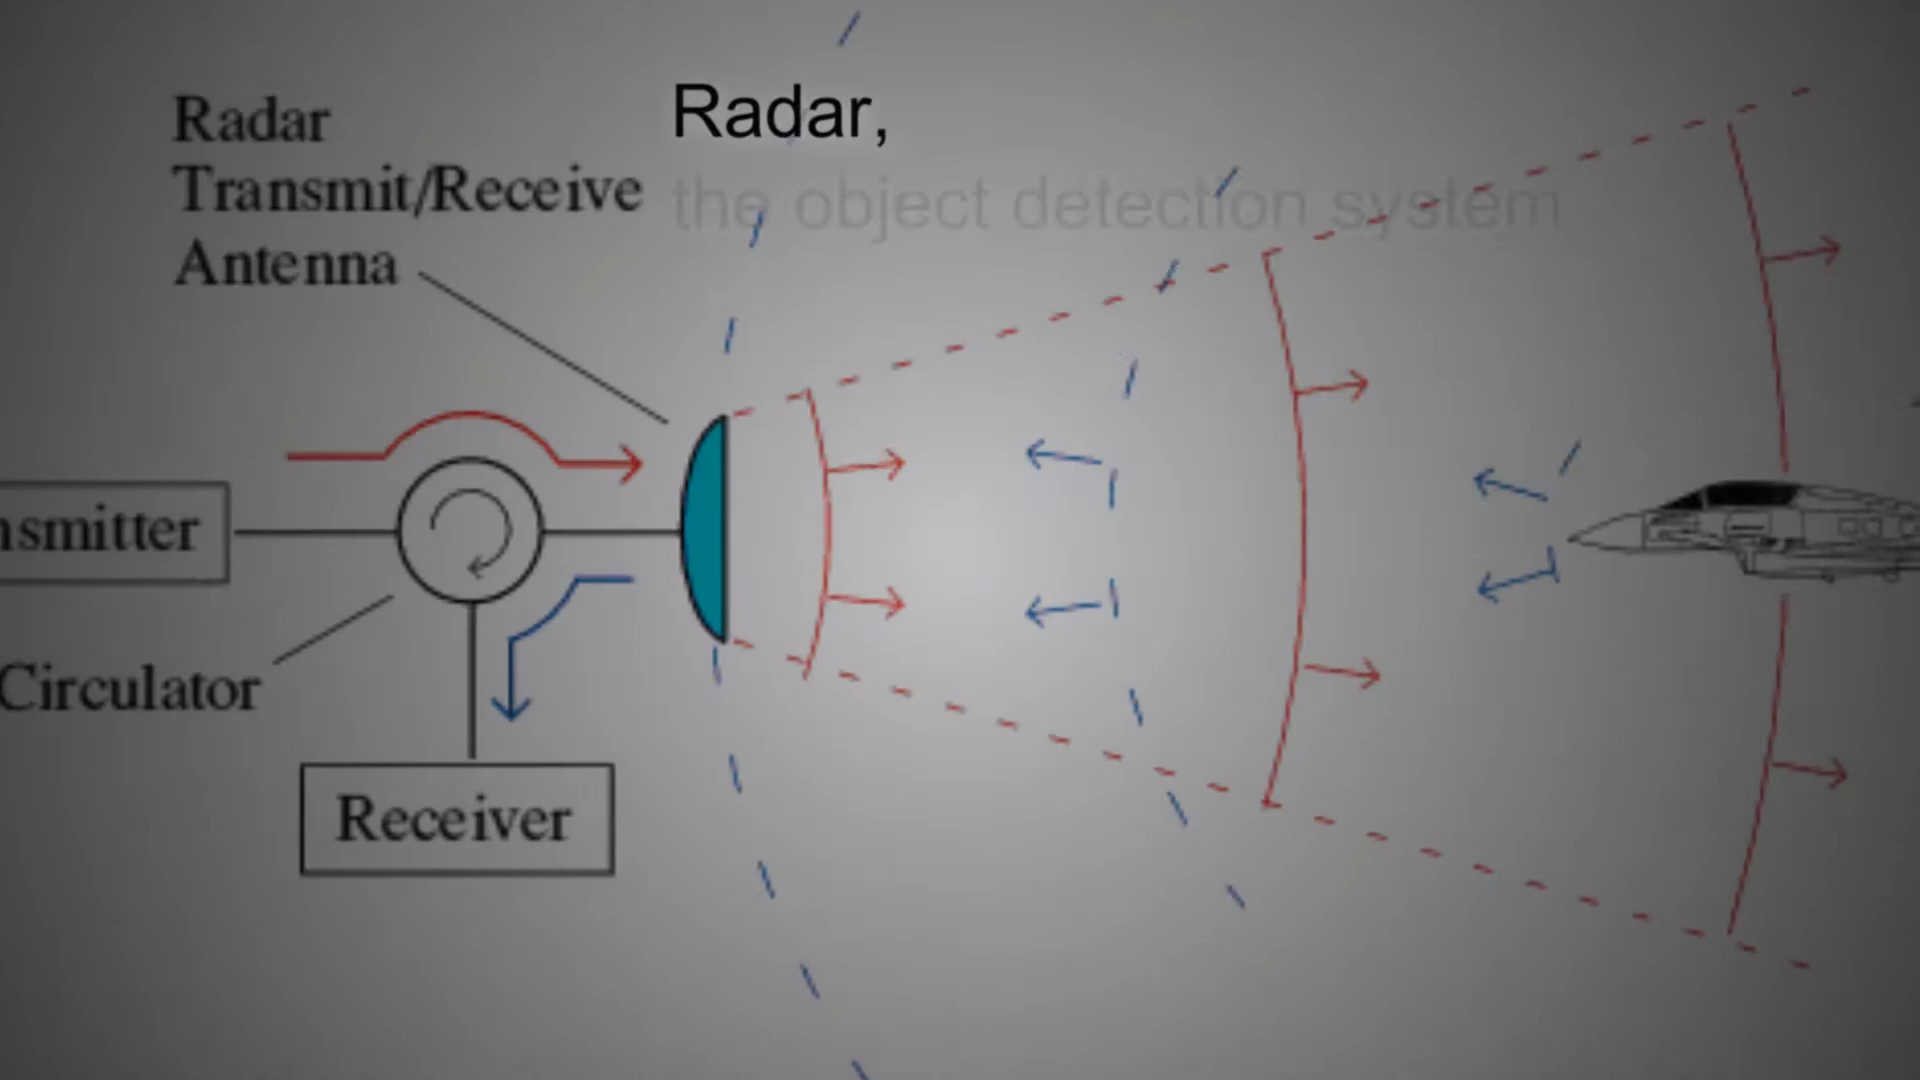 Radar
Transmit/Receive
Antenna
Radar,
the object detection system
nsmitter
Circulator
Receiver